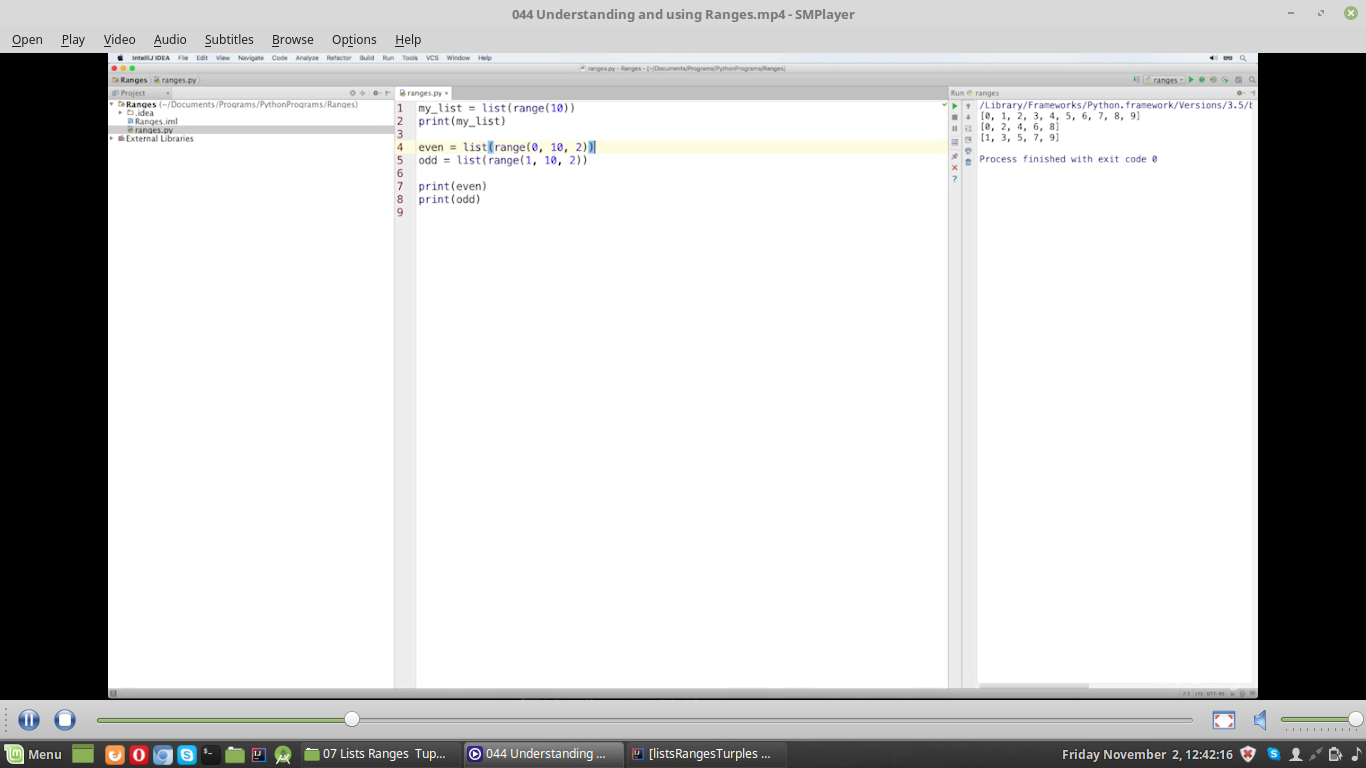 044 Understanding and using Ranges.mp4 - SMPlayer
Open Play Video Audio Subtitles Browse Options Help
IntelliJ IDEA File Edit View Navigate Code Analyze Refactor Build Run Tools VCS Window Help
ranges.py - Ranges - [~/Documents/Programs/PythonPrograms/Ranges]
Ranges ranges.py
ranges
Project
ranges.py
Run ranges
Ranges (~/Documents/Programs/PythonPrograms/Ranges)
.idea
Ranges.iml
ranges.py
External Libraries
1 my_list = list(range(10))
2 print(my_list)
3
4 even = list(range(0, 10, 2))
5 odd = list(range(1, 10, 2))
6
7 print(even)
8 print(odd)
9
/Library/Frameworks/Python.framework/Versions/3.5/
[0, 1, 2, 3, 4, 5, 6, 7, 8, 9]
[0, 2, 4, 6, 8]
[1, 3, 5, 7, 9]
Process finished with exit code 0
Menu
07 Lists Ranges Tup...
044 Understanding ...
[listsRangesTurples ...
Friday November 2, 12:42:16